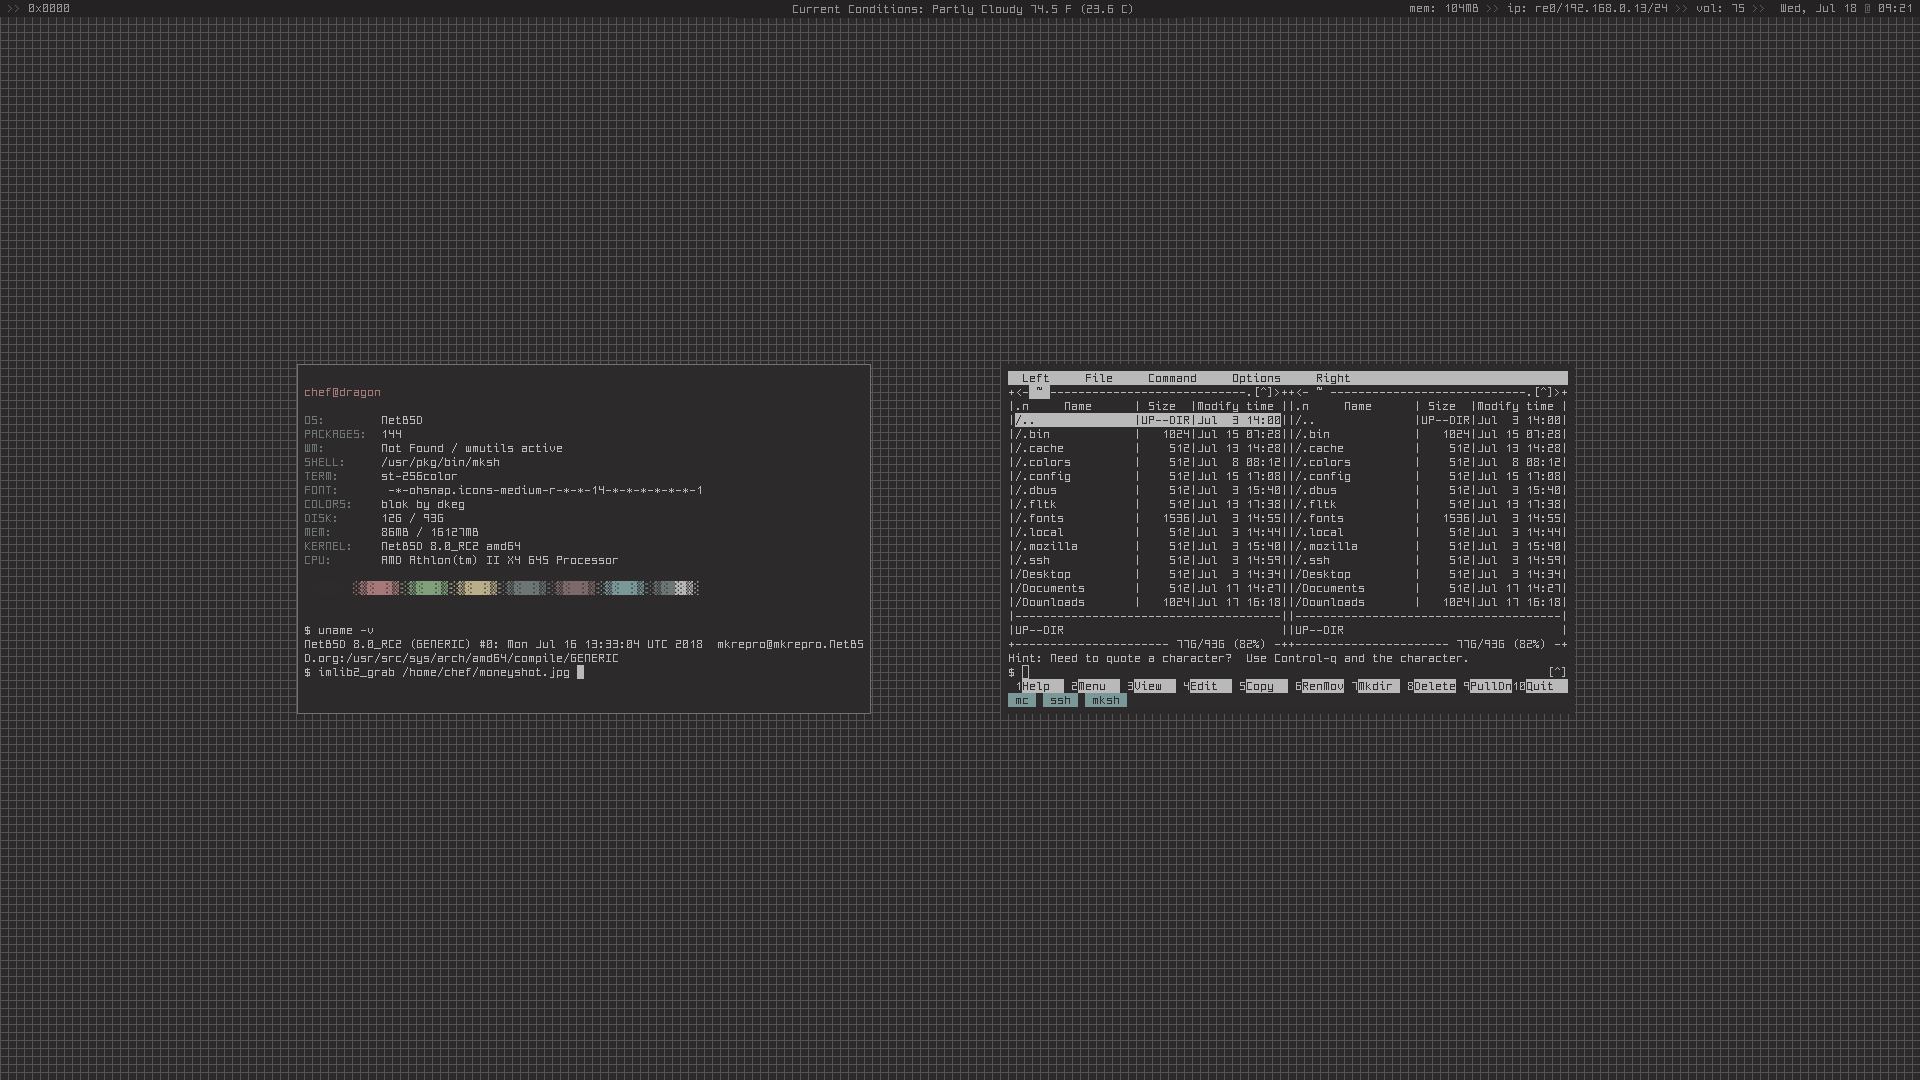 >> 0x0000
Current Conditions: Partly Cloudy 74.5 F (23.6 C)
mem: 104MB >> ip: re0/192.168.0.13/24 >> vol: 75 >> Wed, Jul 18 @ 09:21
chef@dragon
OS: NetBSD
PACKAGES: 144
WM: Not Found / wmutils active
SHELL: /usr/pkg/bin/mksh
TERM: st-256color
FONT: -*-ohsnap.icons-medium-r-*-*-14-*-*-*-*-*-*-1
COLORS: blok by dkeg
DISK: 12G / 93G
MEM: 86MB / 16127MB
KERNEL: NetBSD 8.0_RC2 amd64
CPU: AMD Athlon(tm) II X4 645 Processor
$ uname -v
NetBSD 8.0_RC2 (GENERIC) #0: Mon Jul 16 13:33:04 UTC 2018  mkrepro@mkrepro.NetBS
D.org:/usr/src/sys/arch/amd64/compile/GENERIC
$ imlib2_grab /home/chef/moneyshot.jpg
Left File Command Options Right
+<- ~ ----------------------------.[^]>++<- ~ ----------------------------.[^]>+
|.n     Name      | Size |Modify time ||.n     Name      | Size |Modify time |
|/..              |UP--DIR|Jul  3 14:00||/..              |UP--DIR|Jul  3 14:00|
|/.bin            |   1024|Jul 15 07:28||/.bin            |   1024|Jul 15 07:28|
|/.cache          |    512|Jul 13 14:28||/.cache          |    512|Jul 13 14:28|
|/.colors         |    512|Jul  8 08:12||/.colors         |    512|Jul  8 08:12|
|/.config         |    512|Jul 15 17:08||/.config         |    512|Jul 15 17:08|
|/.dbus           |    512|Jul  3 15:40||/.dbus           |    512|Jul  3 15:40|
|/.fltk           |    512|Jul 13 17:38||/.fltk           |    512|Jul 13 17:38|
|/.fonts          |   1536|Jul  3 14:55||/.fonts          |   1536|Jul  3 14:55|
|/.local          |    512|Jul  3 14:44||/.local          |    512|Jul  3 14:44|
|/.mozilla        |    512|Jul  3 15:40||/.mozilla        |    512|Jul  3 15:40|
|/.ssh            |    512|Jul  3 14:59||/.ssh            |    512|Jul  3 14:59|
|/Desktop         |    512|Jul  3 14:34||/Desktop         |    512|Jul  3 14:34|
|/Documents       |    512|Jul 17 14:27||/Documents       |    512|Jul 17 14:27|
|/Downloads       |   1024|Jul 17 16:18||/Downloads       |   1024|Jul 17 16:18|
|--------------------------------------||--------------------------------------|
|UP--DIR                               ||UP--DIR                               |
+---------------------- 77G/93G (82%) -++---------------------- 77G/93G (82%) -+
Hint: Need to quote a character?  Use Control-q and the character.
$ [^]
1Help 2Menu 3View 4Edit 5Copy 6RenMov 7Mkdir 8Delete 9PullDn 10Quit
mc ssh mksh